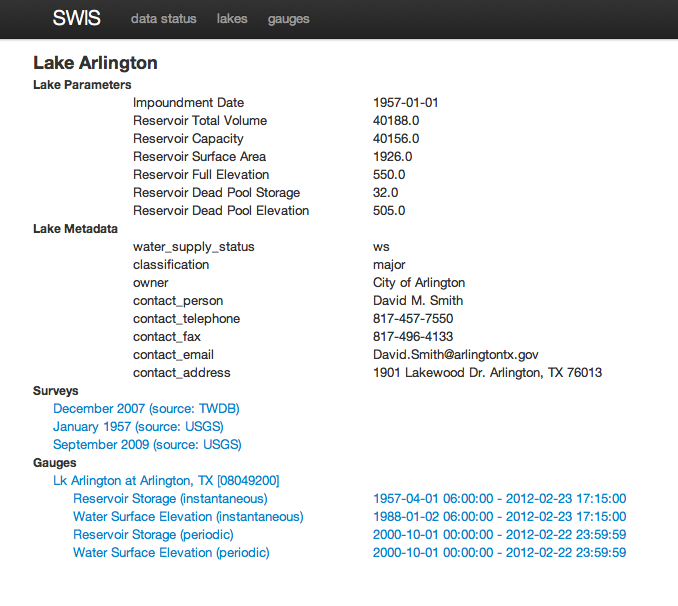 SWIS data status lakes gauges
Lake Arlington
Lake Parameters
Impoundment Date 1957-01-01
Reservoir Total Volume 40188.0
Reservoir Capacity 40156.0
Reservoir Surface Area 1926.0
Reservoir Full Elevation 550.0
Reservoir Dead Pool Storage 32.0
Reservoir Dead Pool Elevation 505.0
Lake Metadata
water_supply_status ws
classification major
owner City of Arlington
contact_person David M. Smith
contact_telephone 817-457-7550
contact_fax 817-496-4133
contact_email David.Smith@arlingtontx.gov
contact_address 1901 Lakewood Dr. Arlington, TX 76013
Surveys
December 2007 (source: TWDB)
January 1957 (source: USGS)
September 2009 (source: USGS)
Gauges
Lk Arlington at Arlington, TX [08049200]
Reservoir Storage (instantaneous) 1957-04-01 06:00:00 - 2012-02-23 17:15:00
Water Surface Elevation (instantaneous) 1988-01-02 06:00:00 - 2012-02-23 17:15:00
Reservoir Storage (periodic) 2000-10-01 00:00:00 - 2012-02-22 23:59:59
Water Surface Elevation (periodic) 2000-10-01 00:00:00 - 2012-02-22 23:59:59